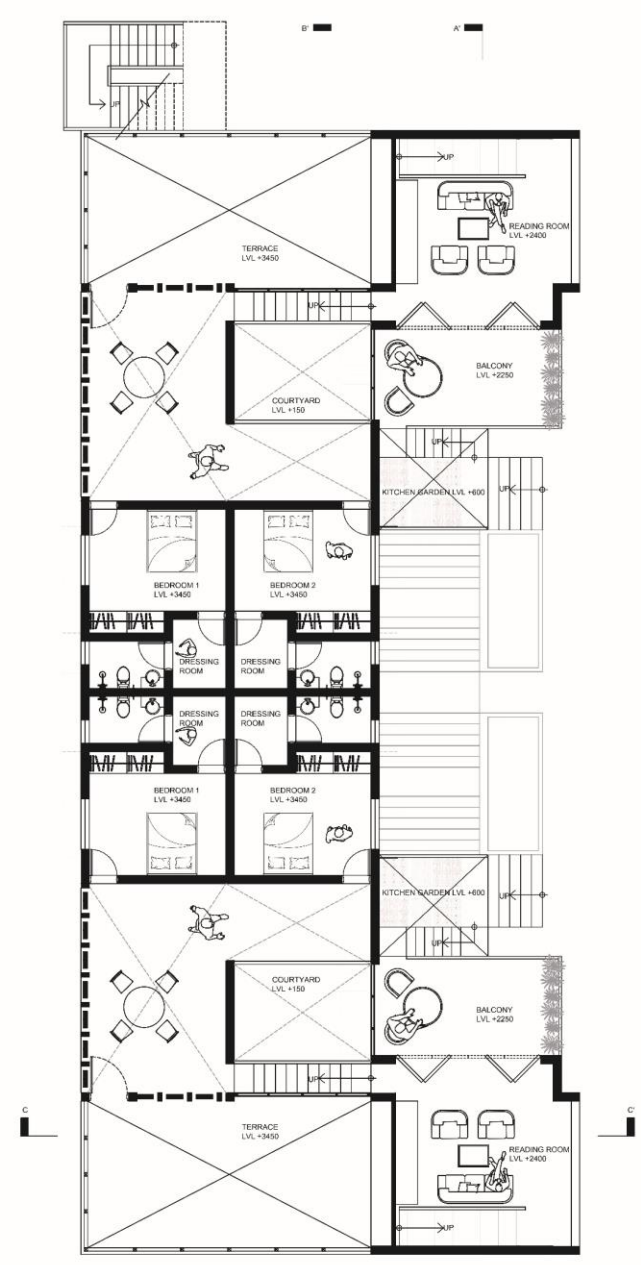 B'
A'
UP
UP
READING ROOM
LVL +2400
TERRACE
LVL +3450
UP
BALCONY
LVL +2250
COURTYARD
LVL +150
UP
KITCHEN GARDEN LVL +600
UP
BEDROOM 1
LVL +3450
BEDROOM 2
LVL +3450
DRESSING
ROOM
DRESSING
ROOM
DRESSING
ROOM
DRESSING
ROOM
BEDROOM 1
LVL +3450
BEDROOM 2
LVL +3450
KITCHEN GARDEN LVL +600
UP
UP
COURTYARD
LVL +150
BALCONY
LVL +2250
UP
C
C'
TERRACE
LVL +3450
READING ROOM
LVL +2400
UP